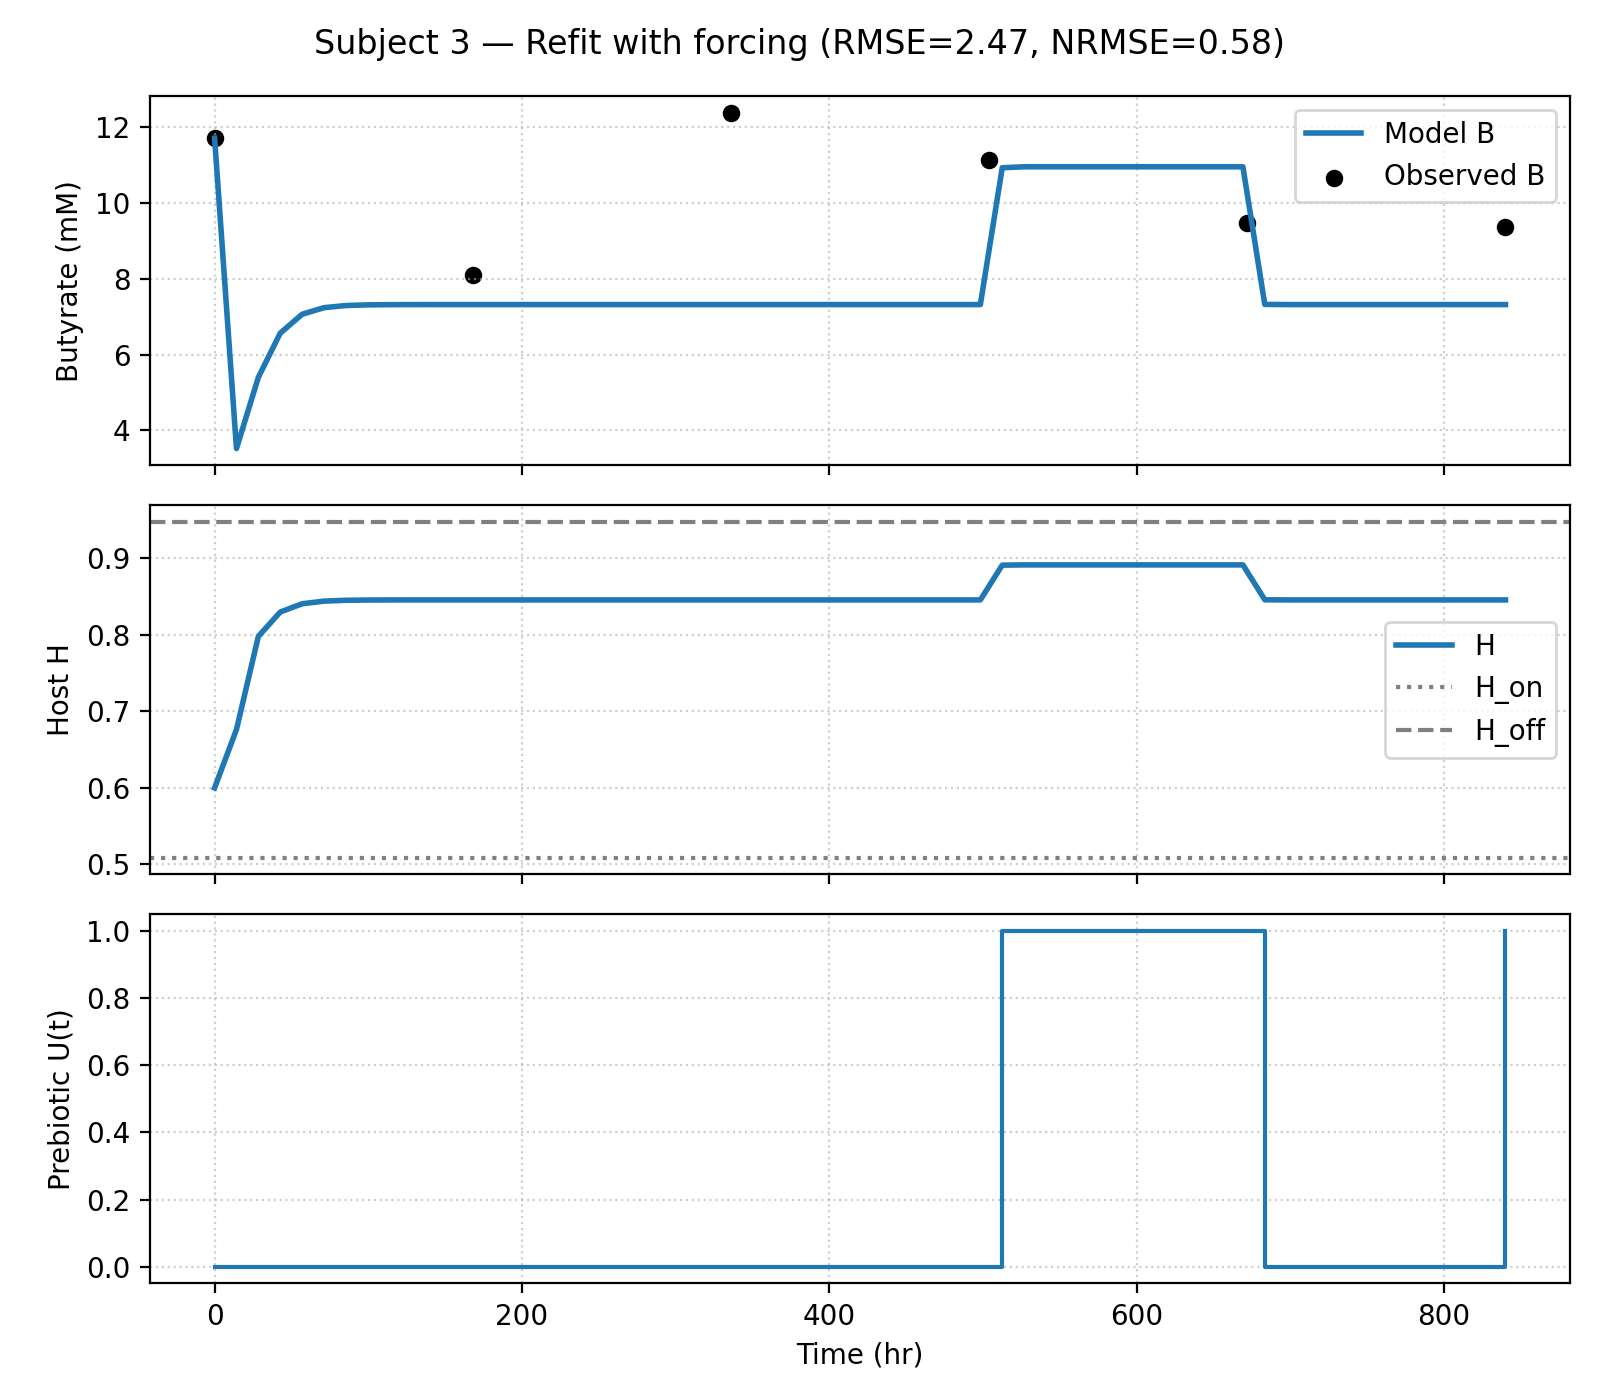 Subject 3 — Refit with forcing (RMSE=2.47, NRMSE=0.58)
Butyrate (mM)
12
10
8
6
4
Model B
Observed B
Host H
0.9
0.8
0.7
0.6
0.5
H
H_on
H_off
Prebiotic U(t)
1.0
0.8
0.6
0.4
0.2
0.0
0 200 400 600 800
Time (hr)